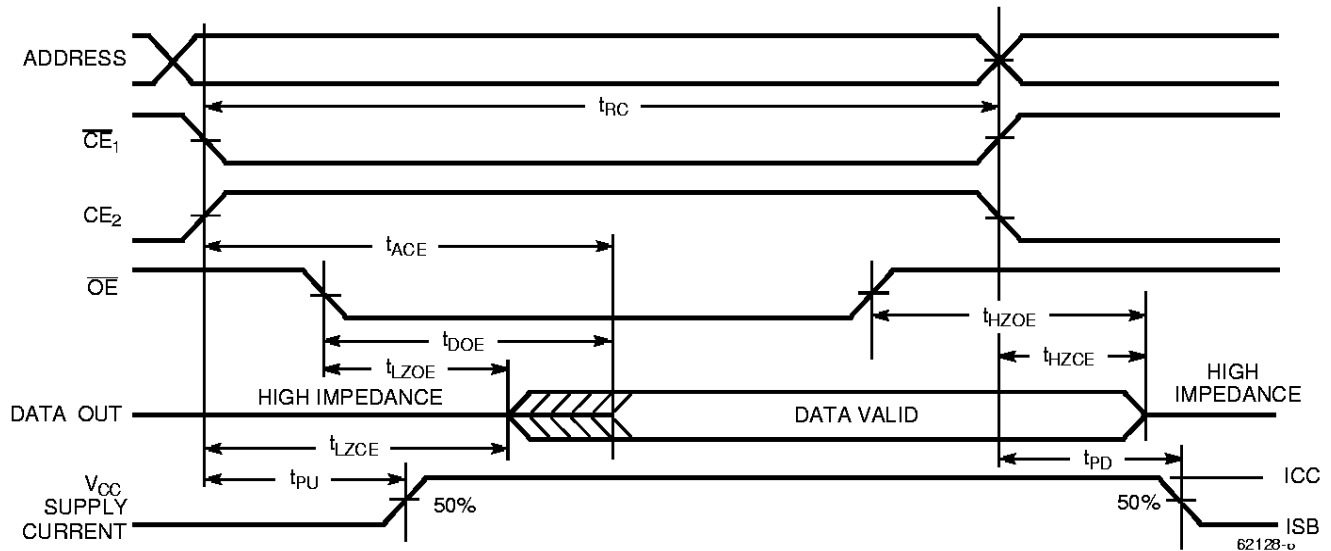 ADDRESS
tRC
CE1
CE2
tACE
OE
tHZOE
tDOE
tHZCE
tLZOE
HIGH IMPEDANCE
HIGH
IMPEDANCE
DATA OUT
DATA VALID
tLZCE
tPD
tPU
VCC
SUPPLY
CURRENT
50%
50%
ICC
ISB